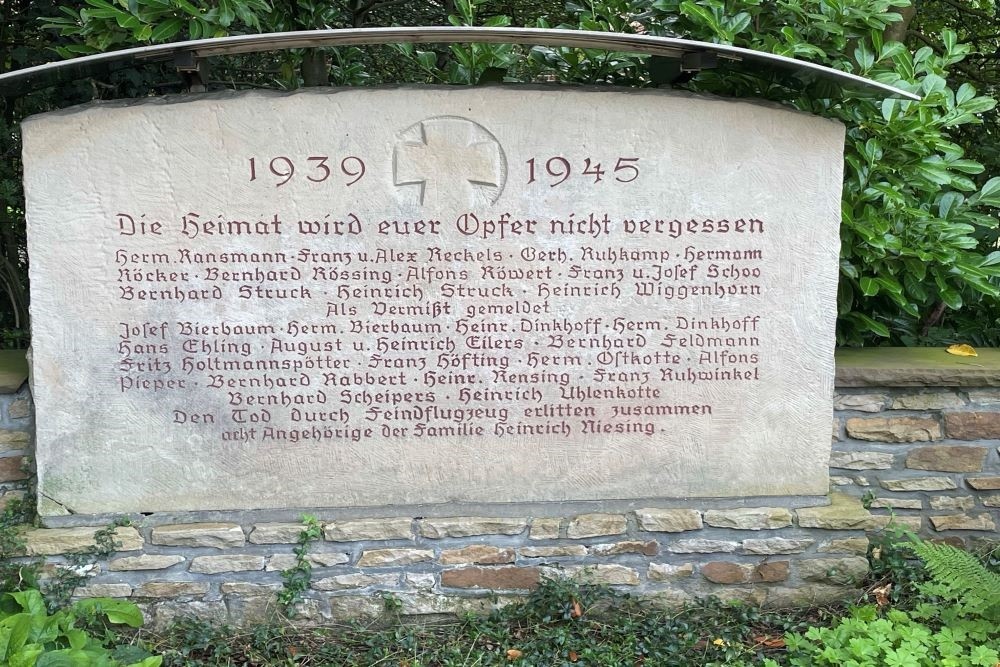 1939 1945
Die Heimat wird euer Opfer nicht vergessen
Herm. Ransmann · Franz u. Alex Reckels · Gerh. Ruhkamp · Hermann
Röcker · Bernhard Rössing · Alfons Röwert · Franz u. Josef Schoo
Bernhard Struck · Heinrich Struck · Heinrich Wiggenhorn
Als Vermißt gemeldet
Josef Bierbaum · Herm. Bierbaum · Heinr. Dinkhoff · Herm. Dinkhoff
Hans Ehling · August u. Heinrich Eilers · Bernhard Feldmann
Fritz Holtmannspötter · Franz Höfting · Herm. Ostkotte · Alfons
Pieper · Bernhard Rabbert · Heinr. Rensing · Franz Ruhwinkel
Bernhard Scheipers · Heinrich Uhlenkotte
Den Tod durch Feindflugzeug erlitten zusammen
acht Angehörige der Familie Heinrich Niesing.